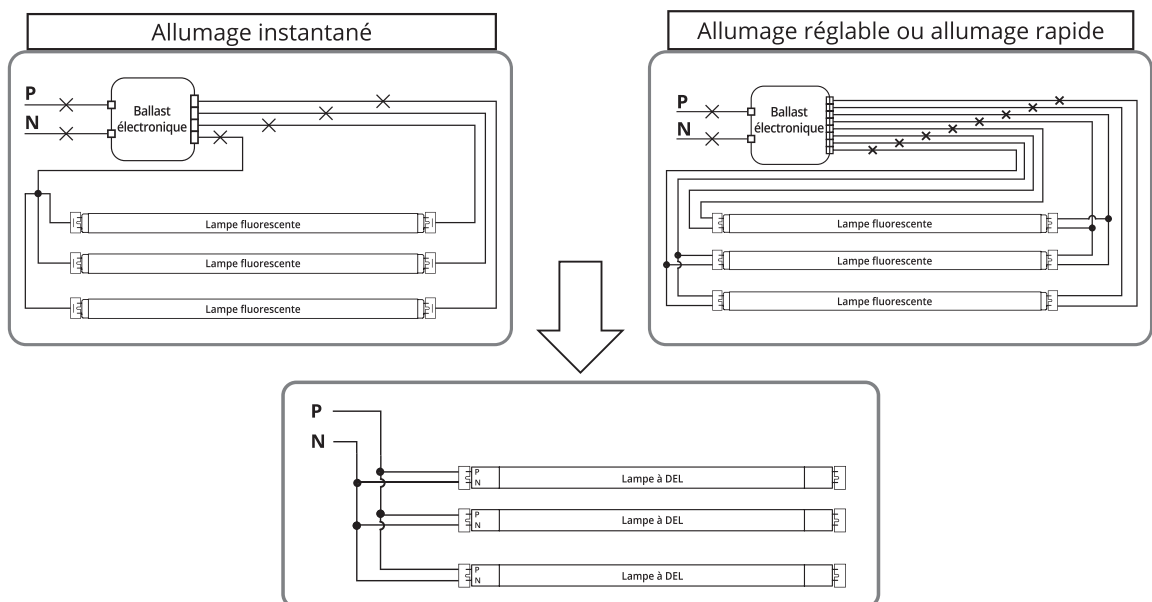 Allumage instantané
P
N
Ballast
électronique
Lampe fluorescente
Lampe fluorescente
Lampe fluorescente
Allumage réglable ou allumage rapide
P
N
Ballast
électronique
Lampe fluorescente
Lampe fluorescente
Lampe fluorescente
P
N
P
N
Lampe à DEL
P
N
Lampe à DEL
P
N
Lampe à DEL